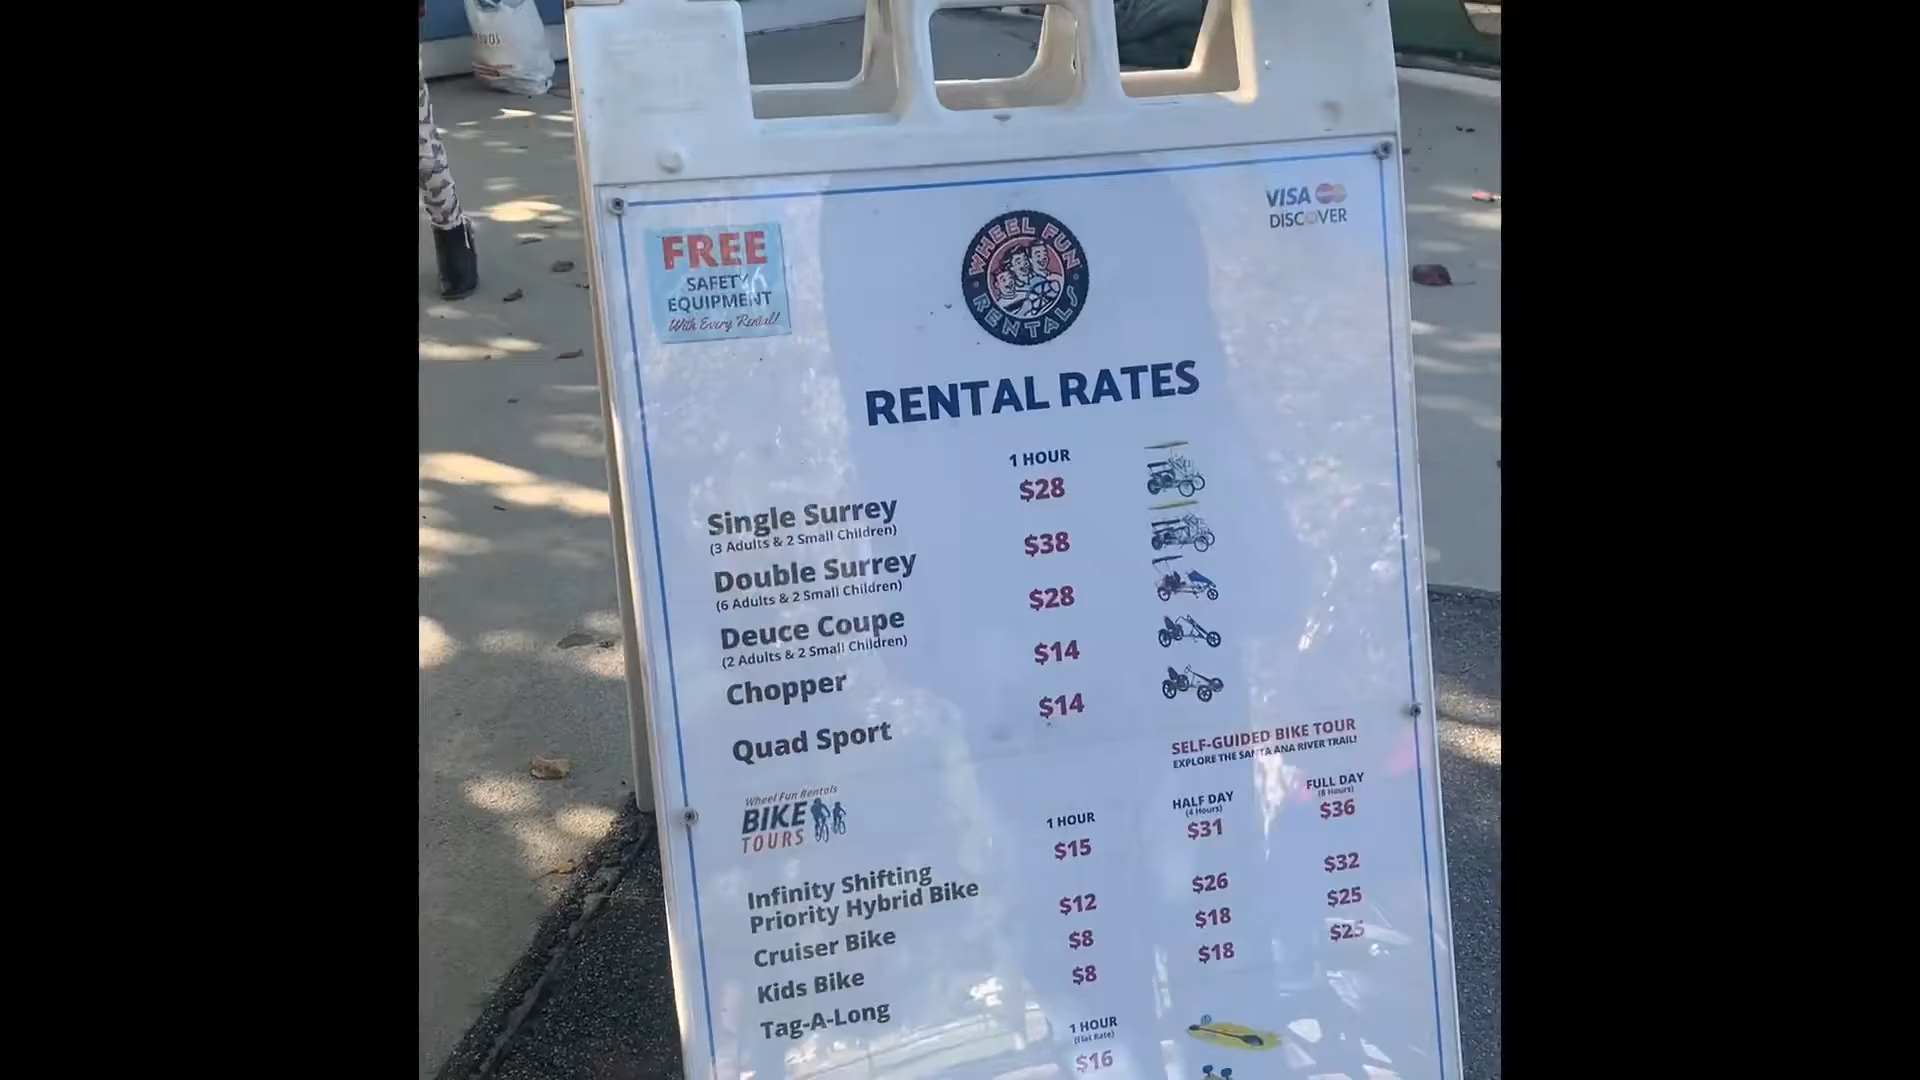 VISA
DISCOVER
FREE
SAFETY
EQUIPMENT
With Every Rental!
WHEEL FUN
RENTALS
RENTAL RATES
1 HOUR
Single Surrey $28
(3 Adults & 2 Small Children)
Double Surrey $38
(6 Adults & 2 Small Children)
Deuce Coupe $28
(2 Adults & 2 Small Children)
Chopper $14
Quad Sport $14
SELF-GUIDED BIKE TOUR
EXPLORE THE SANTA ANA RIVER TRAIL!
Wheel Fun Rentals
BIKE
TOURS
1 HOUR HALF DAY FULL DAY
(4 Hours) (8 Hours)
Infinity Shifting $15 $31 $36
Priority Hybrid Bike
Cruiser Bike $12 $26 $32
Kids Bike $8 $18 $25
Tag-A-Long $8 $18 $25
1 HOUR
(Flat Rate)
$16